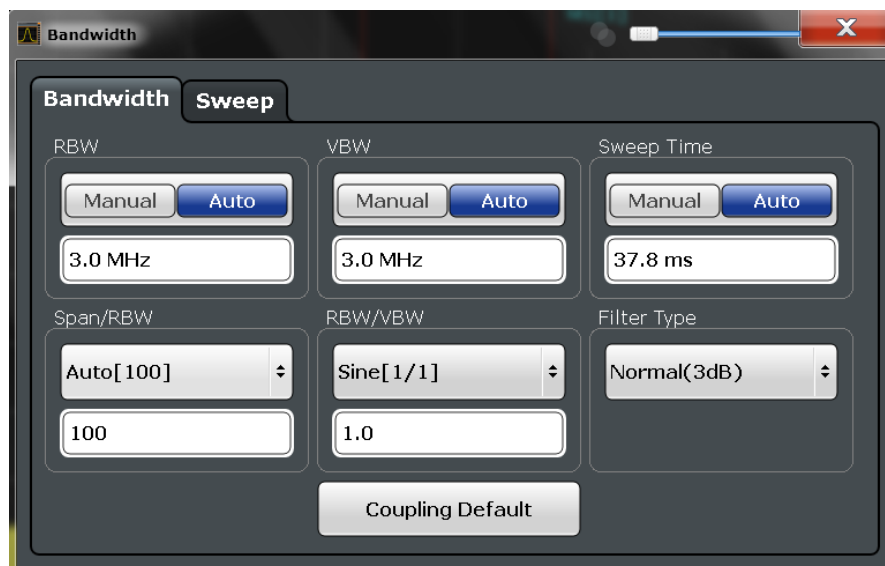 Bandwidth
Bandwidth Sweep
RBW VBW Sweep Time
Manual Auto Manual Auto Manual Auto
3.0 MHz 3.0 MHz 37.8 ms
Span/RBW RBW/VBW Filter Type
Auto[100] Sine[1/1] Normal(3dB)
100 1.0
Coupling Default